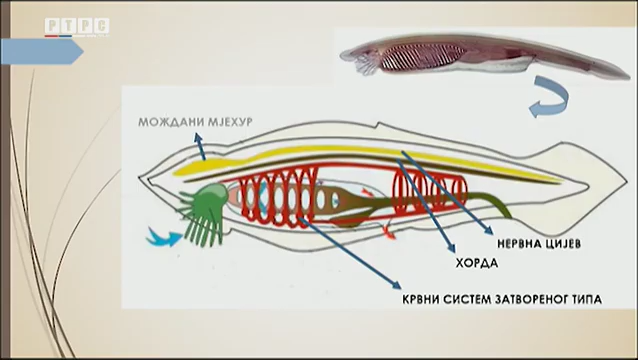 РТРС
МОЖДАНИ МЈЕХУР
НЕРВНА ЦИЈЕВ
ХОРДА
КРВНИ СИСТЕМ ЗАТВОРЕНОГ ТИПА